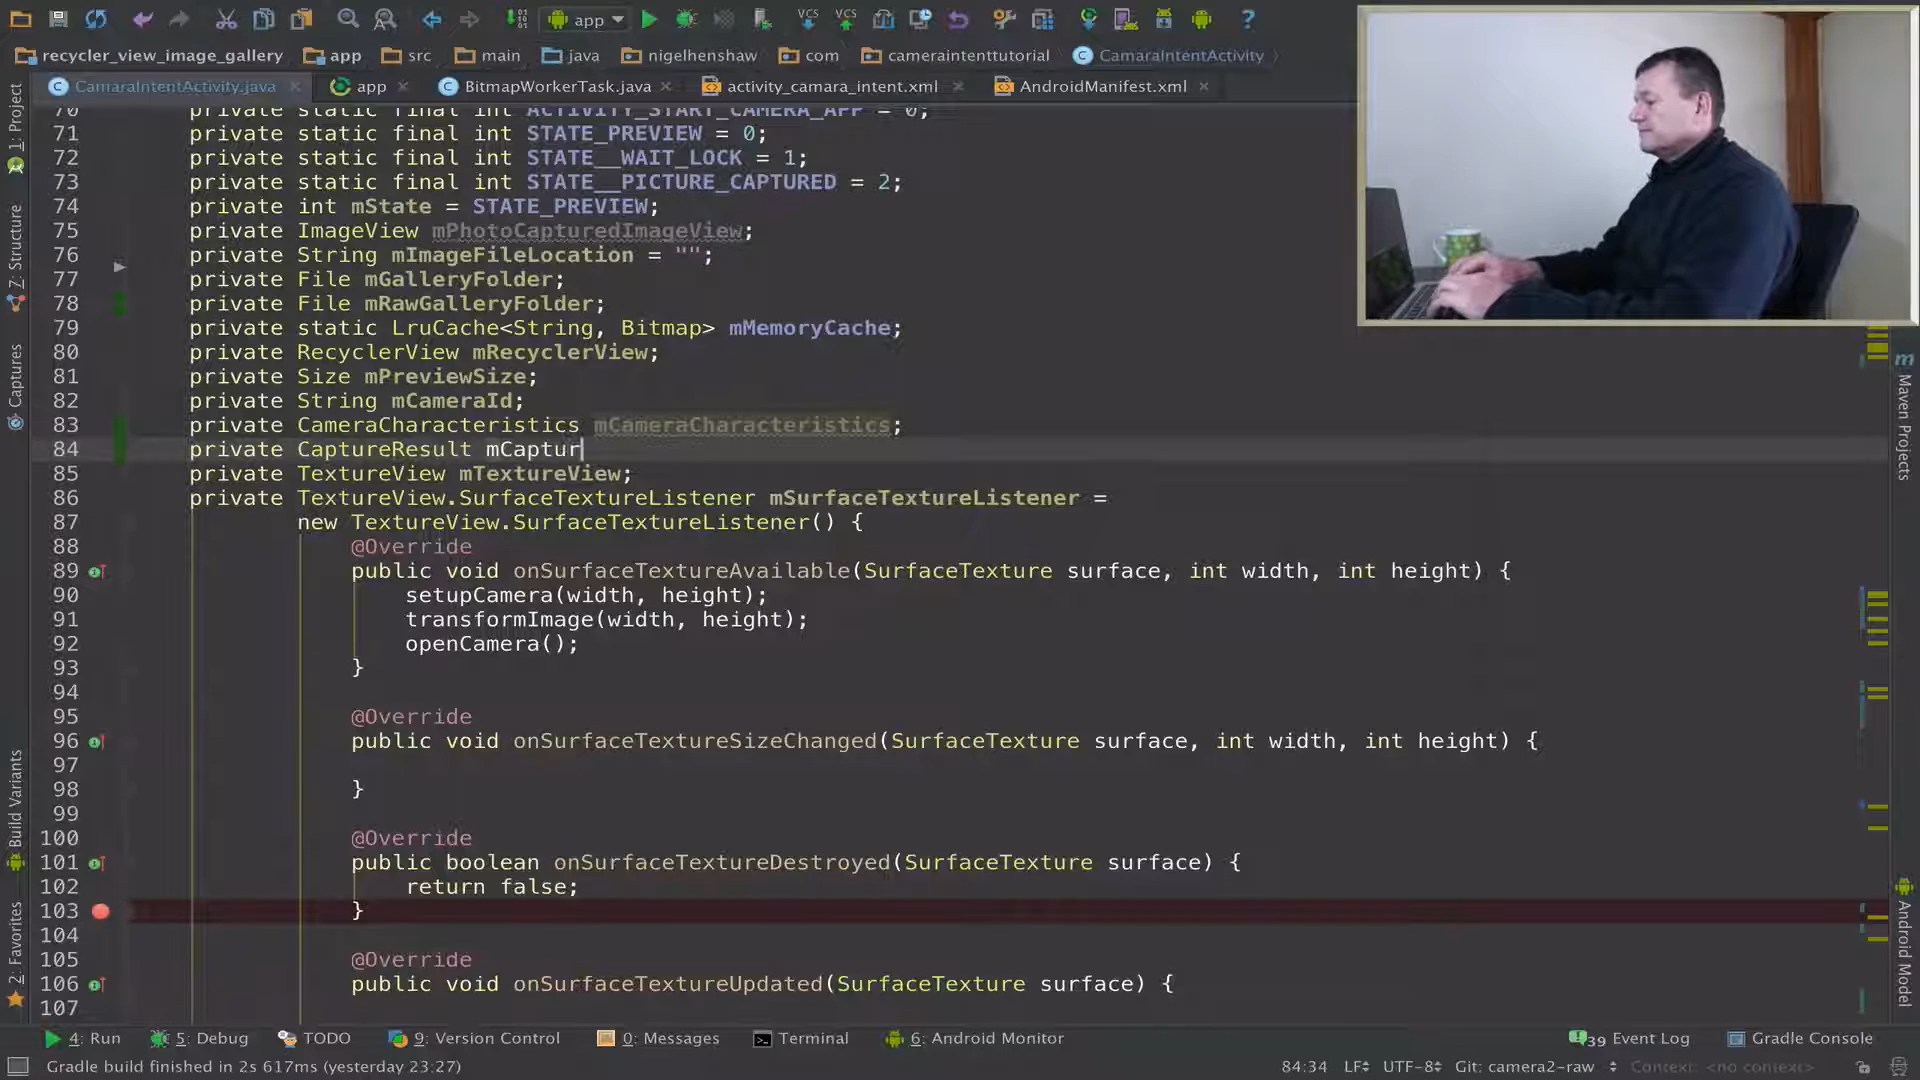 app
recycler_view_image_gallery app src main java nigelhenshaw com cameraintenttutorial CamaraIntentActivity
CamaraIntentActivity.java app BitmapWorkerTask.java activity_camara_intent.xml AndroidManifest.xml
1: Project
7: Structure
Captures
Build Variants
2: Favorites
70 private static final int ACTIVITY_START_CAMERA_APP = 0;
71 private static final int STATE_PREVIEW = 0;
72 private static final int STATE__WAIT_LOCK = 1;
73 private static final int STATE__PICTURE_CAPTURED = 2;
74 private int mState = STATE_PREVIEW;
75 private ImageView mPhotoCapturedImageView;
76 private String mImageFileLocation = "";
77 private File mGalleryFolder;
78 private File mRawGalleryFolder;
79 private static LruCache<String, Bitmap> mMemoryCache;
80 private RecyclerView mRecyclerView;
81 private Size mPreviewSize;
82 private String mCameraId;
83 private CameraCharacteristics mCameraCharacteristics;
84 private CaptureResult mCaptur
85 private TextureView mTextureView;
86 private TextureView.SurfaceTextureListener mSurfaceTextureListener =
87 new TextureView.SurfaceTextureListener() {
88 @Override
89 public void onSurfaceTextureAvailable(SurfaceTexture surface, int width, int height) {
90 setupCamera(width, height);
91 transformImage(width, height);
92 openCamera();
93 }
94
95 @Override
96 public void onSurfaceTextureSizeChanged(SurfaceTexture surface, int width, int height) {
97
98 }
99
100 @Override
101 public boolean onSurfaceTextureDestroyed(SurfaceTexture surface) {
102 return false;
103 }
104
105 @Override
106 public void onSurfaceTextureUpdated(SurfaceTexture surface) {
107
Maven Projects
Android Model
4: Run 5: Debug TODO 9: Version Control 0: Messages Terminal 6: Android Monitor 39 Event Log Gradle Console
Gradle build finished in 2s 617ms (yesterday 23:27) 84:34 LF UTF-8 Git: camera2-raw Context: <no context>